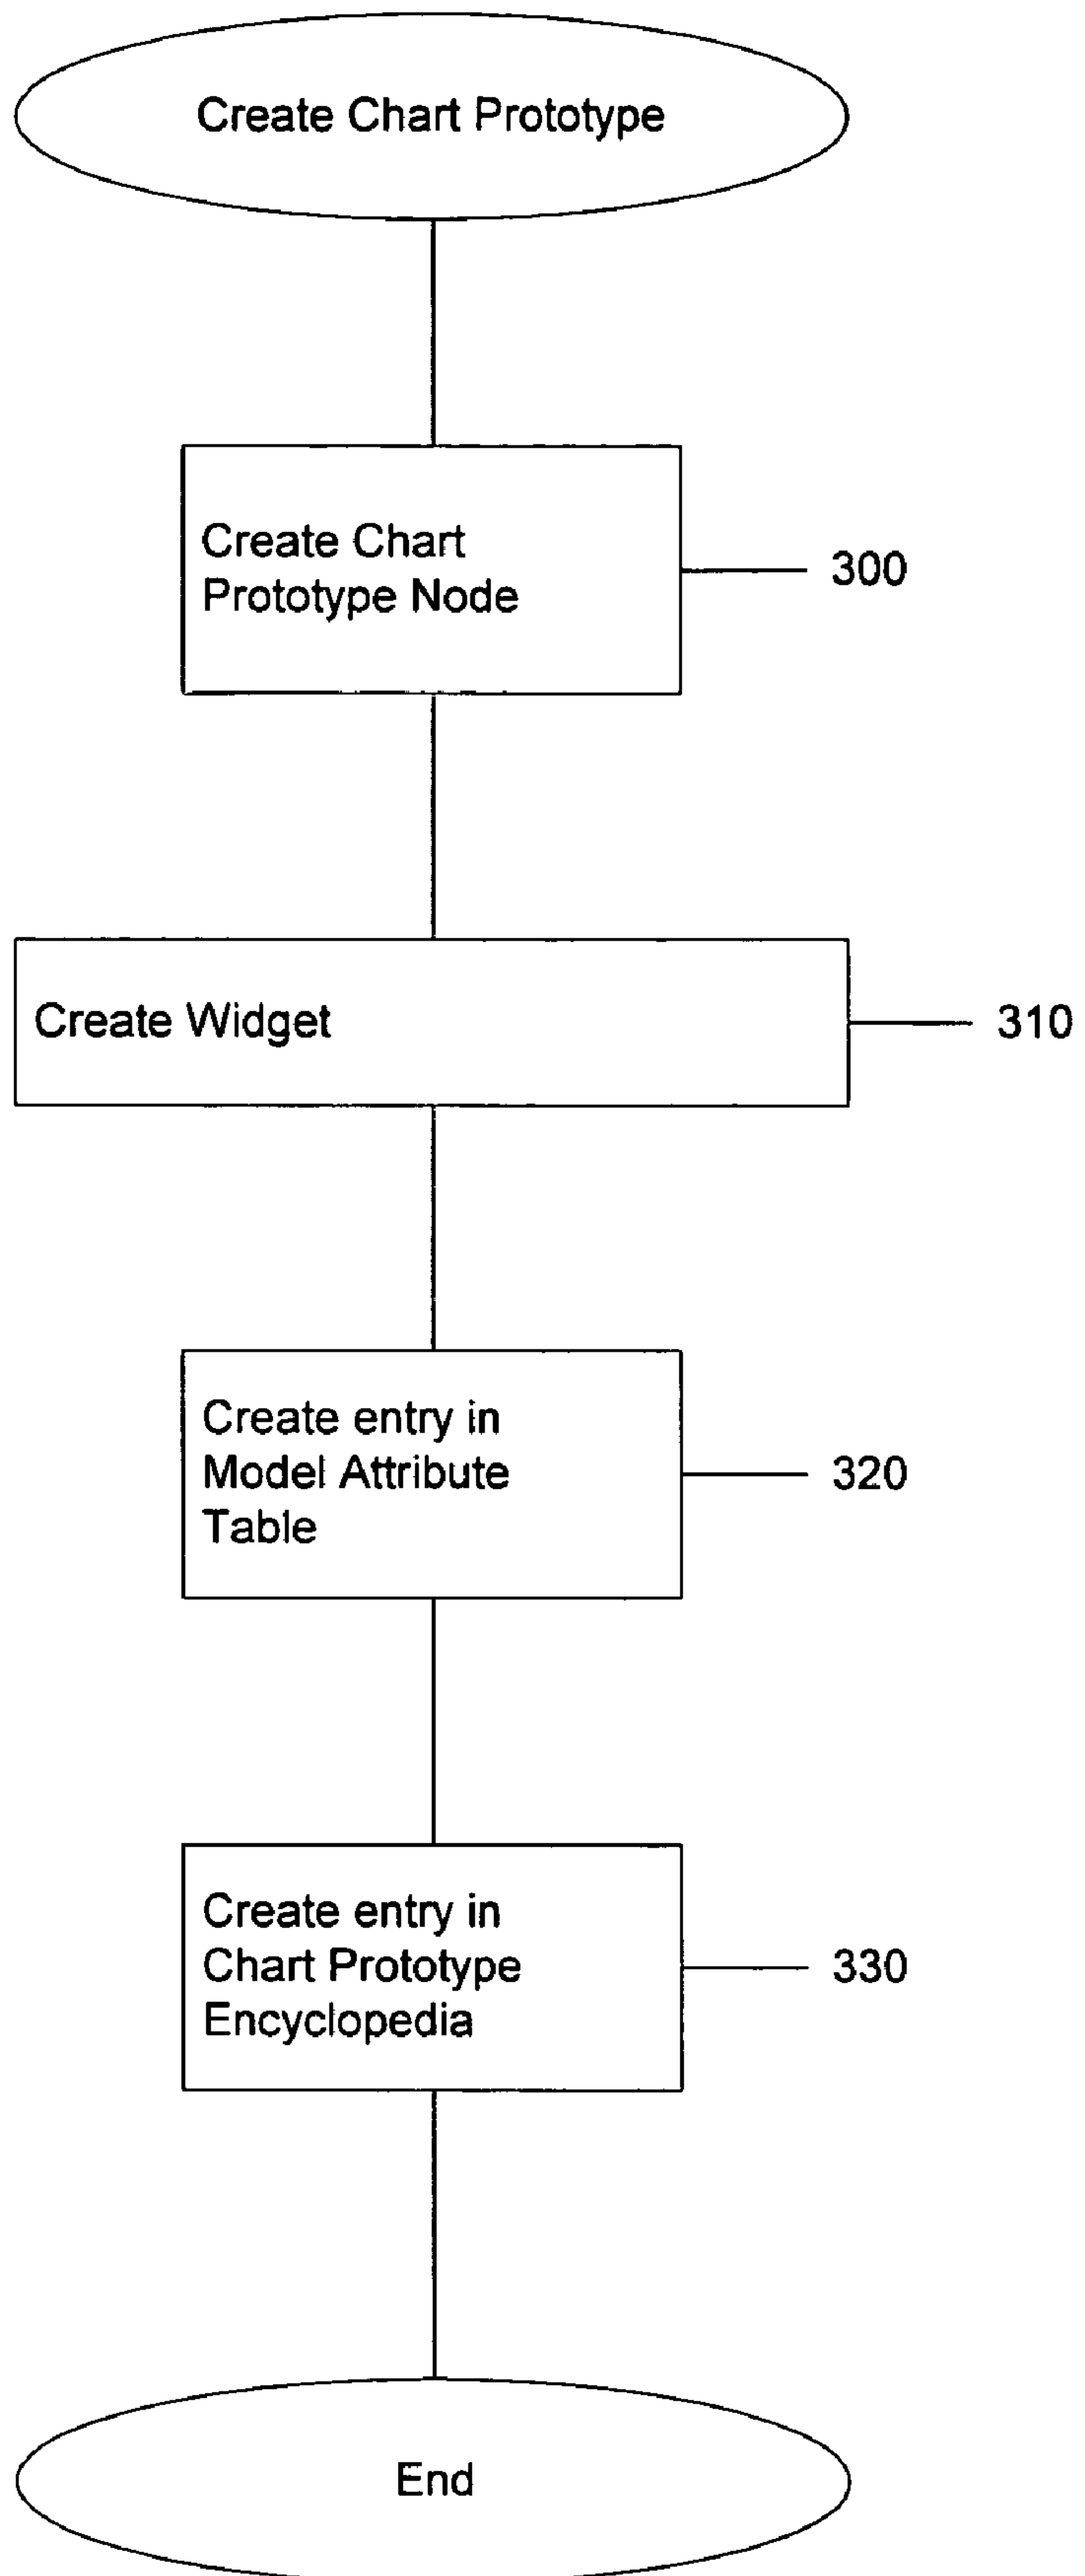 Create Chart Prototype
Create Chart
Prototype Node
300
Create Widget
310
Create entry in
Model Attribute
Table
320
Create entry in
Chart Prototype
Encyclopedia
330
End